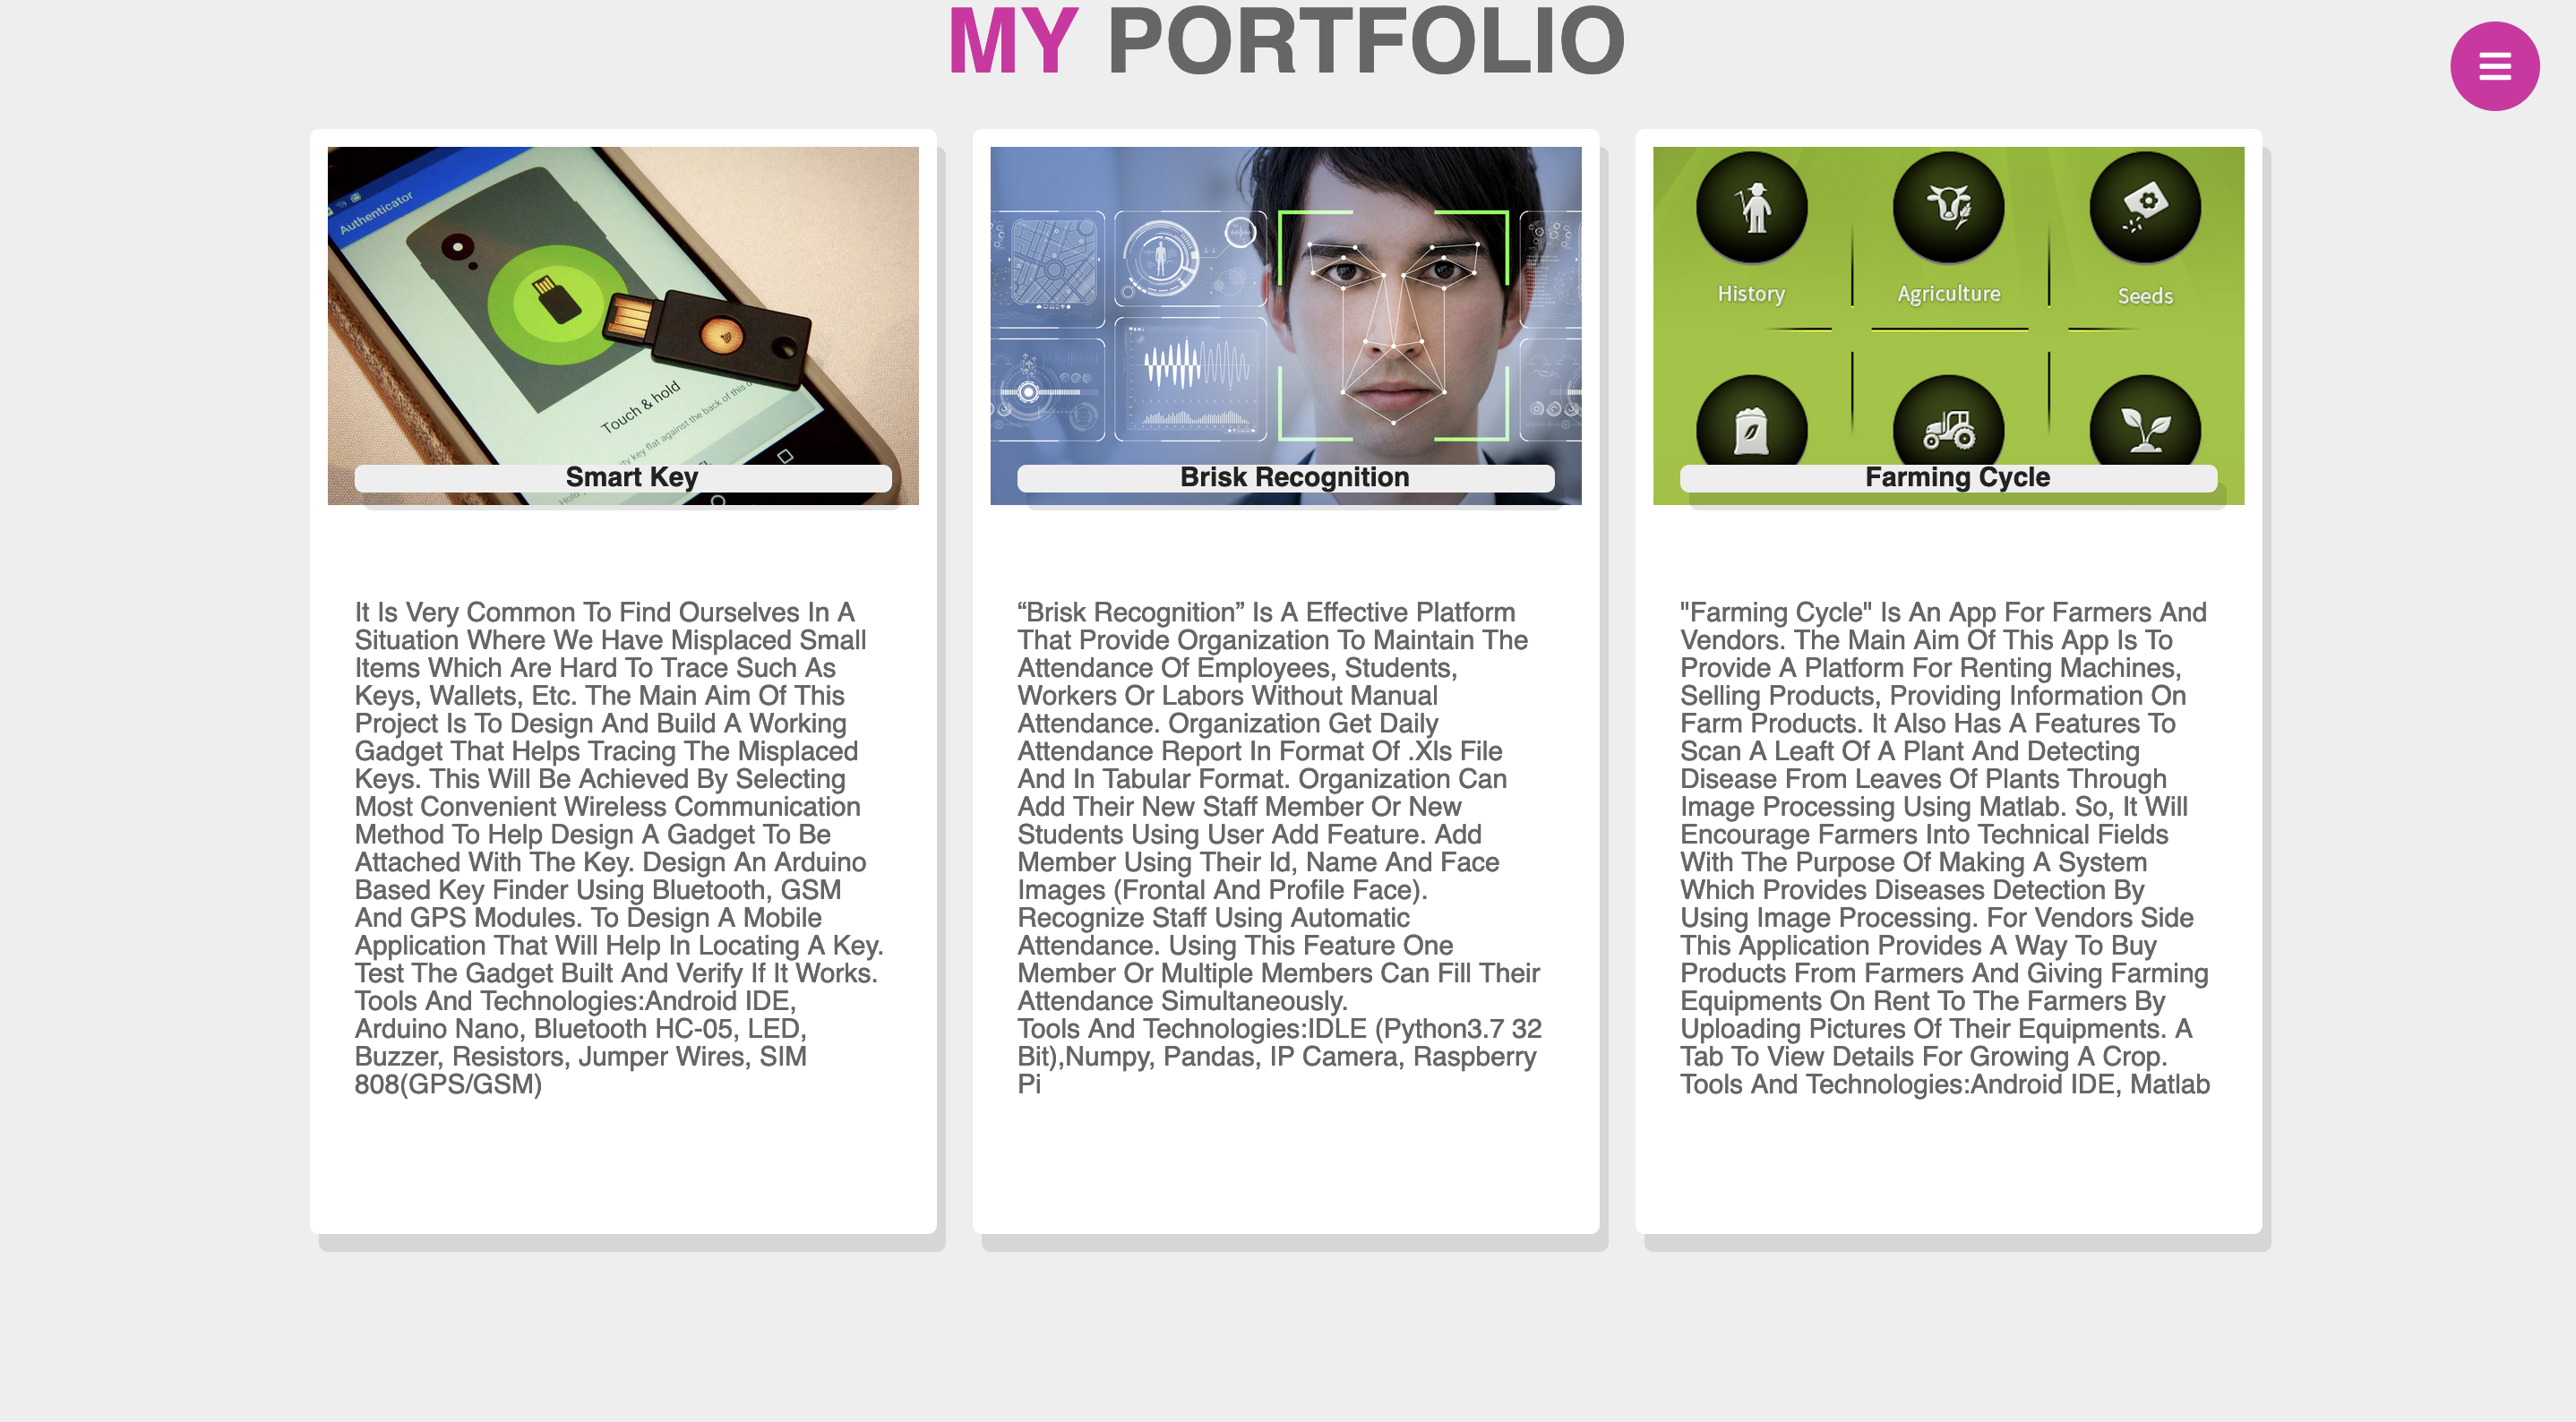 MY PORTFOLIO
Authenticator
Touch & hold
Smart Key
It Is Very Common To Find Ourselves In A
Situation Where We Have Misplaced Small
Items Which Are Hard To Trace Such As
Keys, Wallets, Etc. The Main Aim Of This
Project Is To Design And Build A Working
Gadget That Helps Tracing The Misplaced
Keys. This Will Be Achieved By Selecting
Most Convenient Wireless Communication
Method To Help Design A Gadget To Be
Attached With The Key. Design An Arduino
Based Key Finder Using Bluetooth, GSM
And GPS Modules. To Design A Mobile
Application That Will Help In Locating A Key.
Test The Gadget Built And Verify If It Works.
Tools And Technologies:Android IDE,
Arduino Nano, Bluetooth HC-05, LED,
Buzzer, Resistors, Jumper Wires, SIM
808(GPS/GSM)
Brisk Recognition
“Brisk Recognition” Is A Effective Platform
That Provide Organization To Maintain The
Attendance Of Employees, Students,
Workers Or Labors Without Manual
Attendance. Organization Get Daily
Attendance Report In Format Of .Xls File
And In Tabular Format. Organization Can
Add Their New Staff Member Or New
Students Using User Add Feature. Add
Member Using Their Id, Name And Face
Images (Frontal And Profile Face).
Recognize Staff Using Automatic
Attendance. Using This Feature One
Member Or Multiple Members Can Fill Their
Attendance Simultaneously.
Tools And Technologies:IDLE (Python3.7 32
Bit),Numpy, Pandas, IP Camera, Raspberry
Pi
History
Agriculture
Seeds
Farming Cycle
"Farming Cycle" Is An App For Farmers And
Vendors. The Main Aim Of This App Is To
Provide A Platform For Renting Machines,
Selling Products, Providing Information On
Farm Products. It Also Has A Features To
Scan A Leaft Of A Plant And Detecting
Disease From Leaves Of Plants Through
Image Processing Using Matlab. So, It Will
Encourage Farmers Into Technical Fields
With The Purpose Of Making A System
Which Provides Diseases Detection By
Using Image Processing. For Vendors Side
This Application Provides A Way To Buy
Products From Farmers And Giving Farming
Equipments On Rent To The Farmers By
Uploading Pictures Of Their Equipments. A
Tab To View Details For Growing A Crop.
Tools And Technologies:Android IDE, Matlab